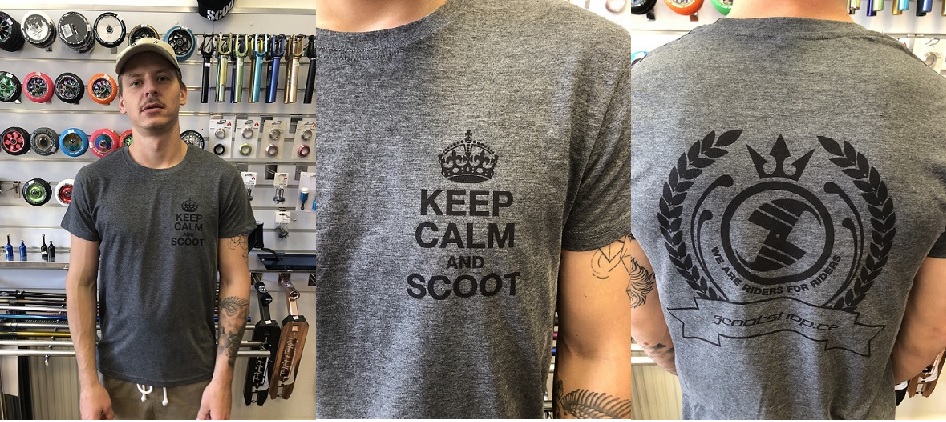 KEEP
CALM
AND
SCOOT
KEEP
CALM
AND
SCOOT
WE ARE RIDERS FOR RIDERS